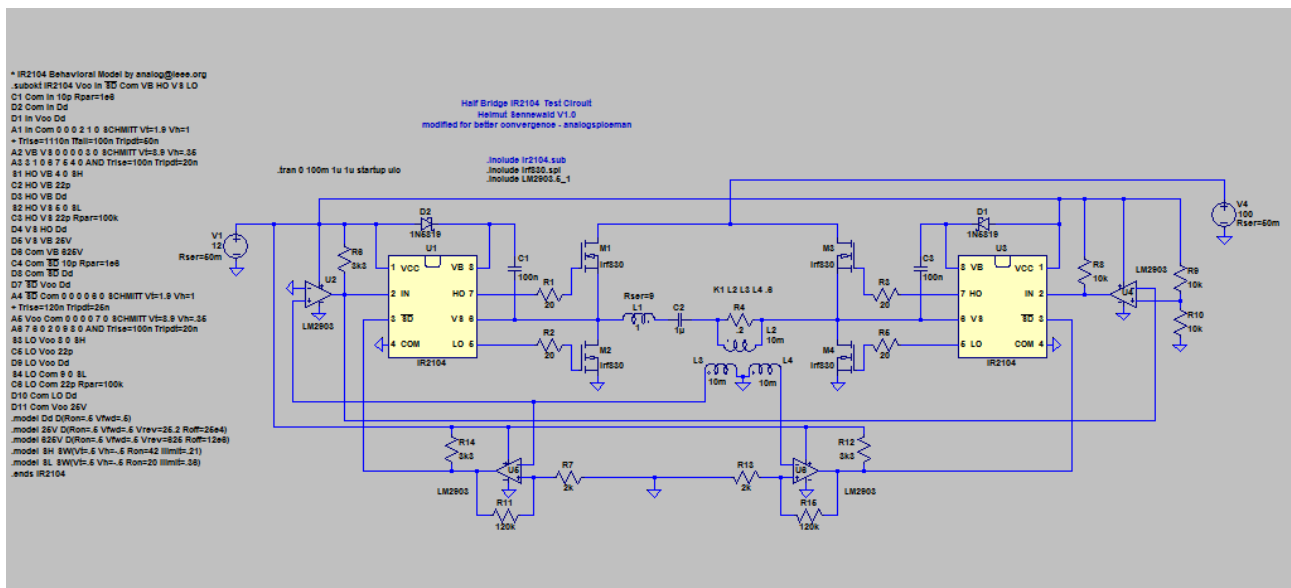 * IR2104 Behavioral Model by analog@ieee.org
.subckt IR2104 Vcc In SD Com VB HO VS LO
C1 Com In 10p Rpar=1e6
D2 Com In Dd
D1 In Vcc Dd
A1 In Com 0 0 0 2 1 0 SCHMITT Vt=1.9 Vh=1
+ Trise=1110n Tfall=100n Tripdt=50n
A2 VB VS 0 0 0 0 3 0 SCHMITT Vt=8.9 Vh=.35
A3 3 1 0 6 7 5 4 0 AND Trise=100n Tripdt=20n
S1 HO VB 4 0 SH
C2 HO VB 22p
D3 HO VB Dd
S2 HO VS 5 0 SL
C3 HO VS 22p Rpar=100k
D4 VS HO Dd
D5 VS VB 25V
D6 Com VB 625V
C4 Com SD 10p Rpar=1e6
D8 Com SD Dd
D7 SD Vcc Dd
A4 SD Com 0 0 0 0 6 0 SCHMITT Vt=1.9 Vh=1
+ Trise=120n Tripdt=25n
A5 Vcc Com 0 0 0 0 7 0 SCHMITT Vt=8.9 Vh=.35
A6 7 6 0 2 0 9 8 0 AND Trise=100n Tripdt=20n
S3 LO Vcc 8 0 SH
C5 LO Vcc 22p
D9 LO Vcc Dd
S4 LO Com 9 0 SL
C6 LO Com 22p Rpar=100k
D10 Com LO Dd
D11 Com Vcc 25V
.model Dd D(Ron=.5 Vfwd=.5)
.model 25V D(Ron=.5 Vfwd=.5 Vrev=25.2 Roff=25e4)
.model 625V D(Ron=.5 Vfwd=.5 Vrev=625 Roff=12e6)
.model SH SW(Vt=.5 Vh=-.5 Ron=42 Ilimit=.21)
.model SL SW(Vt=.5 Vh=-.5 Ron=20 Ilimit=.36)
.ends IR2104
Half Bridge IR2104 Test Circuit
Helmut Sennewald V1.0
modified for better convergence - analogspiceman
.include ir2104.sub
.include irf830.spi
.include LM2903.5_1
.tran 0 100m 1u 1u startup uic
V1
12
Rser=50m
V4
100
Rser=50m
D2
1N5819
U1
1 VCC VB 8
2 IN HO 7
3 SD VS 6
4 COM LO 5
IR2104
R6
3k3
U2
LM2903
C1
100n
R1
20
R2
20
M1
irf830
M2
irf830
Rser=9
L1
1
C2
1µ
K1 L2 L3 L4 .6
R4
.2
L2
10m
L3
10m
L4
10m
M3
irf830
M4
irf830
R3
20
R5
20
C3
100n
D1
1N5819
U3
8 VB VCC 1
7 HO IN 2
6 VS SD 3
5 LO COM 4
IR2104
R8
10k
LM2903
U4
R9
10k
R10
10k
R14
3k3
U5
LM2903
R11
120k
R7
2k
R13
2k
U6
LM2903
R12
3k3
R15
120k